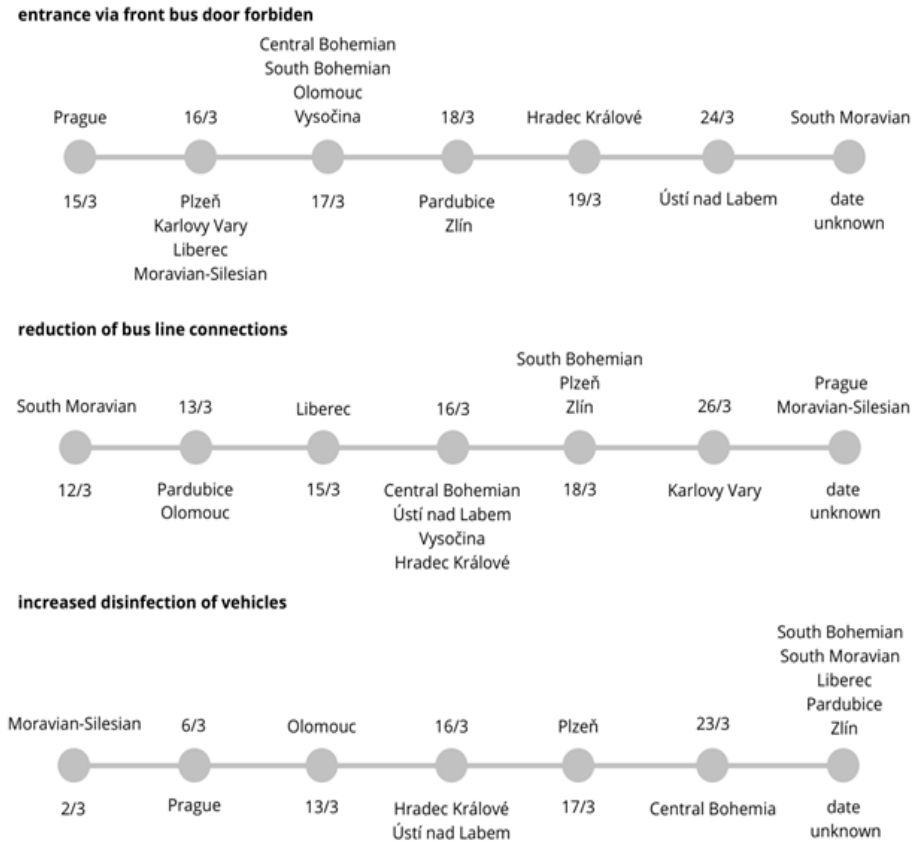 entrance via front bus door forbiden
Central Bohemian
South Bohemian
Olomouc
Prague 16/3 Vysočina 18/3 Hradec Králové 24/3 South Moravian
15/3 Plzeň 17/3 Pardubice 19/3 Ústí nad Labem date
Karlovy Vary Zlín unknown
Liberec
Moravian-Silesian
reduction of bus line connections
South Bohemian
Plzeň Prague
South Moravian 13/3 Liberec 16/3 Zlín 26/3 Moravian-Silesian
12/3 Pardubice 15/3 Central Bohemian 18/3 Karlovy Vary date
Olomouc Ústí nad Labem unknown
Vysočina
Hradec Králové
increased disinfection of vehicles
South Bohemian
South Moravian
Liberec
Pardubice
Moravian-Silesian 6/3 Olomouc 16/3 Plzeň 23/3 Zlín
2/3 Prague 13/3 Hradec Králové 17/3 Central Bohemia date
Ústí nad Labem unknown